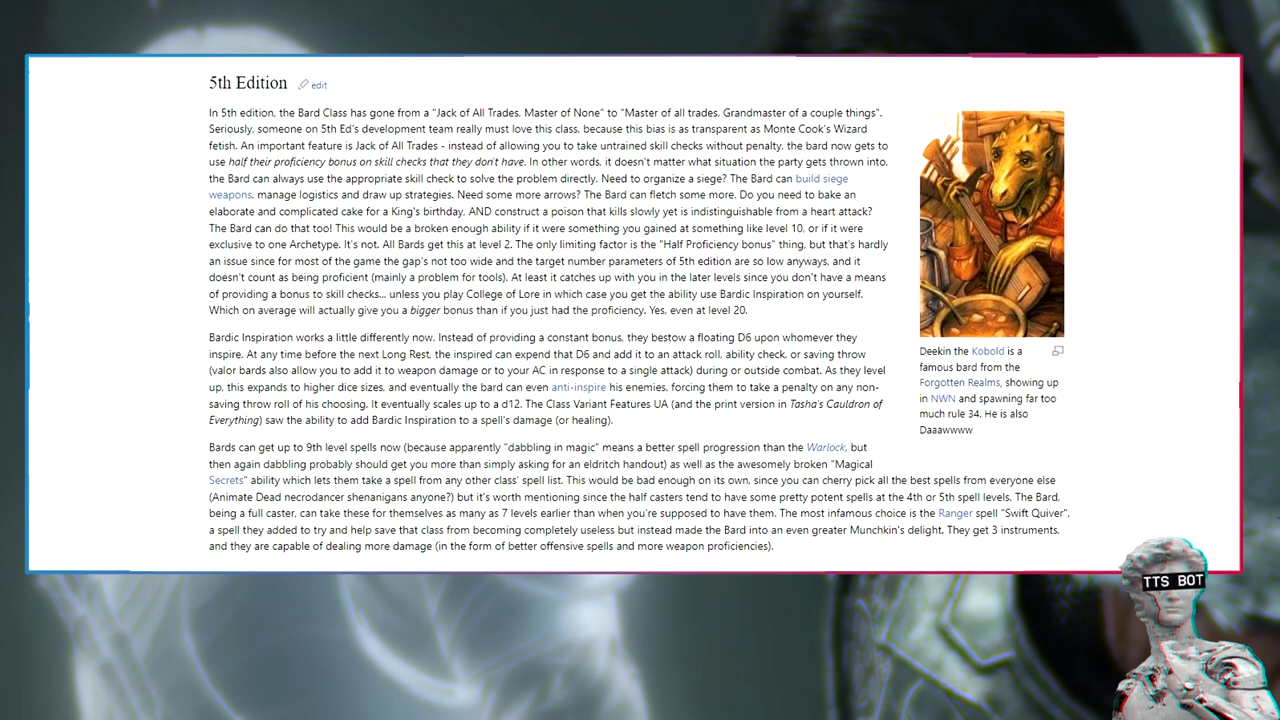 5th Edition edit
In 5th edition, the Bard Class has gone from a "Jack of All Trades, Master of None" to "Master of all trades, Grandmaster of a couple things".
Seriously, someone on 5th Ed's development team really must love this class, because this bias is as transparent as Monte Cook's Wizard
fetish. An important feature is Jack of All Trades - instead of allowing you to take untrained skill checks without penalty, the bard now gets to
use half their proficiency bonus on skill checks that they don't have. In other words, it doesn't matter what situation the party gets thrown into,
the Bard can always use the appropriate skill check to solve the problem directly. Need to organize a siege? The Bard can build siege
weapons, manage logistics and draw up strategies. Need some more arrows? The Bard can fletch some more. Do you need to bake an
elaborate and complicated cake for a King's birthday, AND construct a poison that kills slowly yet is indistinguishable from a heart attack?
The Bard can do that too! This would be a broken enough ability if it were something you gained at something like level 10, or if it were
exclusive to one Archetype. It's not. All Bards get this at level 2. The only limiting factor is the "Half Proficiency bonus" thing, but that's hardly
an issue since for most of the game the gap's not too wide and the target number parameters of 5th edition are so low anyways, and it
doesn't count as being proficient (mainly a problem for tools). At least it catches up with you in the later levels since you don't have a means
of providing a bonus to skill checks... unless you play College of Lore in which case you get the ability use Bardic Inspiration on yourself.
Which on average will actually give you a bigger bonus than if you just had the proficiency. Yes, even at level 20.
Bardic Inspiration works a little differently now. Instead of providing a constant bonus, they bestow a floating D6 upon whomever they
inspire. At any time before the next Long Rest, the inspired can expend that D6 and add it to an attack roll, ability check, or saving throw
(valor bards also allow you to add it to weapon damage or to your AC in response to a single attack) during or outside combat. As they level
up, this expands to higher dice sizes, and eventually the bard can even anti-inspire his enemies, forcing them to take a penalty on any non-
saving throw roll of his choosing. It eventually scales up to a d12. The Class Variant Features UA (and the print version in Tasha's Cauldron of
Everything) saw the ability to add Bardic Inspiration to a spell's damage (or healing).
Deekin the Kobold is a
famous bard from the
Forgotten Realms, showing up
in NWN and spawning far too
much rule 34. He is also
Daaawwww
Bards can get up to 9th level spells now (because apparently "dabbling in magic" means a better spell progression than the Warlock, but
then again dabbling probably should get you more than simply asking for an eldritch handout) as well as the awesomely broken "Magical
Secrets" ability which lets them take a spell from any other class' spell list. This would be bad enough on its own, since you can cherry pick all the best spells from everyone else
(Animate Dead necrodancer shenanigans anyone?) but it's worth mentioning since the half casters tend to have some pretty potent spells at the 4th or 5th spell levels. The Bard,
being a full caster, can take these for themselves as many as 7 levels earlier than when you're supposed to have them. The most infamous choice is the Ranger spell "Swift Quiver",
a spell they added to try and help save that class from becoming completely useless but instead made the Bard into an even greater Munchkin's delight. They get 3 instruments,
and they are capable of dealing more damage (in the form of better offensive spells and more weapon proficiencies).
TTS BOT